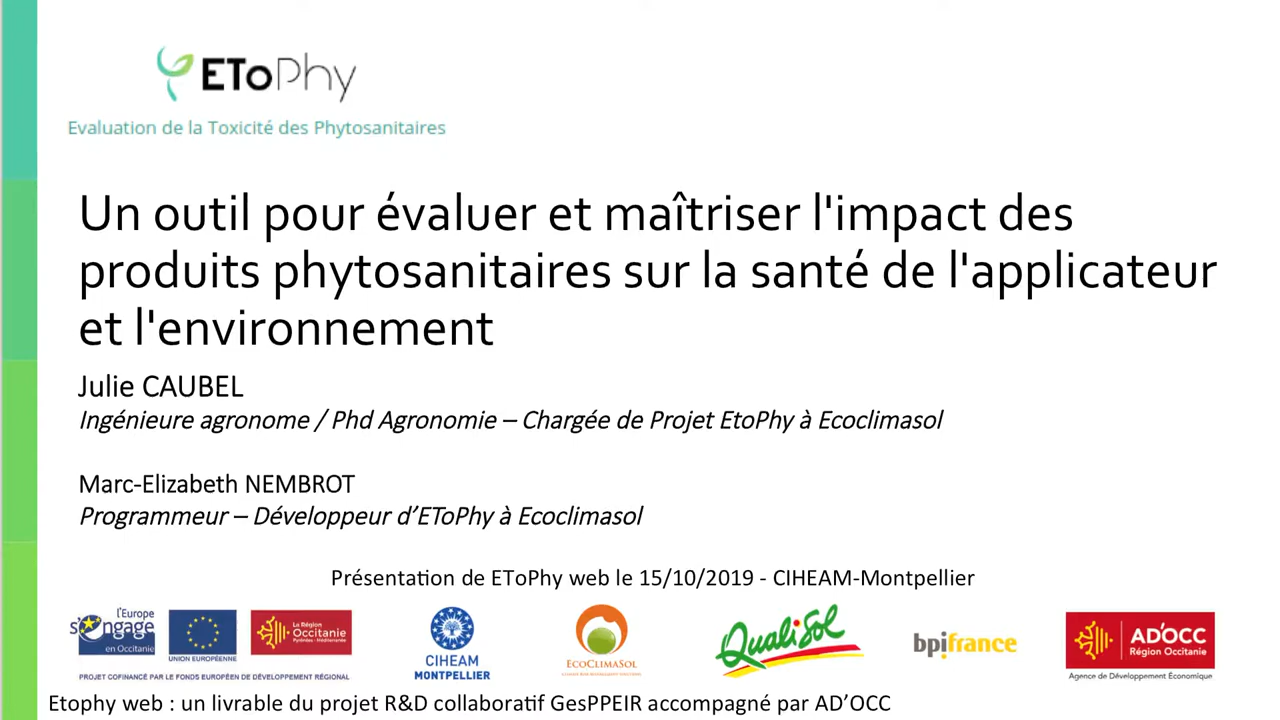 EToPhy
Evaluation de la Toxicité des Phytosanitaires
Un outil pour évaluer et maîtriser l'impact des
produits phytosanitaires sur la santé de l'applicateur
et l'environnement
Julie CAUBEL
Ingénieure agronome / Phd Agronomie – Chargée de Projet EtoPhy à Ecoclimasol
Marc-Elizabeth NEMBROT
Programmeur – Développeur d’EToPhy à Ecoclimasol
Présentation de EToPhy web le 15/10/2019 - CIHEAM-Montpellier
l'Europe
s'engage
en Occitanie
UNION EUROPÉENNE
La Région
Occitanie
Pyrénées - Méditerranée
PROJET COFINANCÉ PAR LE FONDS EUROPÉEN DE DÉVELOPPEMENT RÉGIONAL
CIHEAM
MONTPELLIER
ECOCLIMASOL
QualiSol
bpifrance
AD'OCC
Région Occitanie
Agence de Développement Économique
Etophy web : un livrable du projet R&D collaboratif GesPPEIR accompagné par AD’OCC